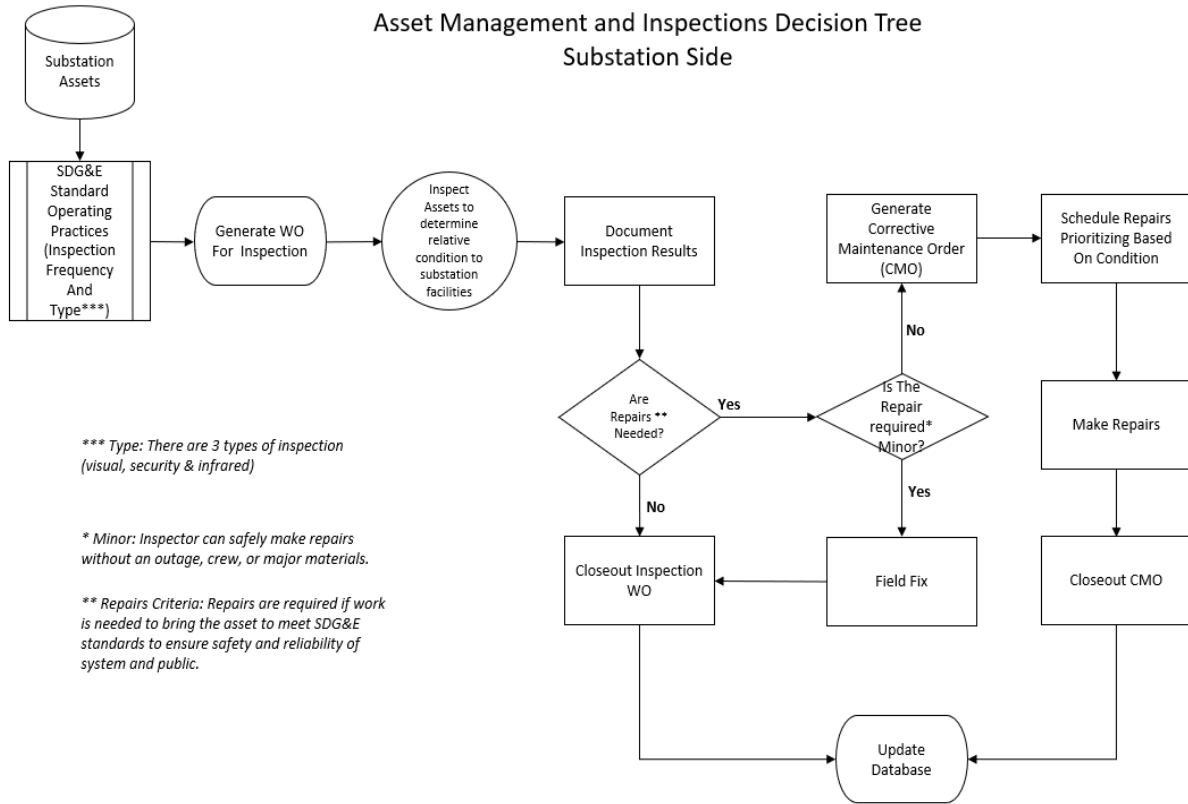 Asset Management and Inspections Decision Tree
Substation Side
Substation
Assets
SDG&E
Standard
Operating
Practices
(Inspection
Frequency
And
Type***)
Generate WO
For Inspection
Inspect
Assets to
determine
relative
condition to
substation
facilities
Document
Inspection Results
Generate
Corrective
Maintenance Order
(CMO)
Schedule Repairs
Prioritizing Based
On Condition
No
Are
Repairs **
Needed?
Yes
Is The
Repair
required*
Minor?
Make Repairs
Yes
No
Closeout Inspection
WO
Field Fix
Closeout CMO
Update
Database
*** Type: There are 3 types of inspection
(visual, security & infrared)
* Minor: Inspector can safely make repairs
without an outage, crew, or major materials.
** Repairs Criteria: Repairs are required if work
is needed to bring the asset to meet SDG&E
standards to ensure safety and reliability of
system and public.